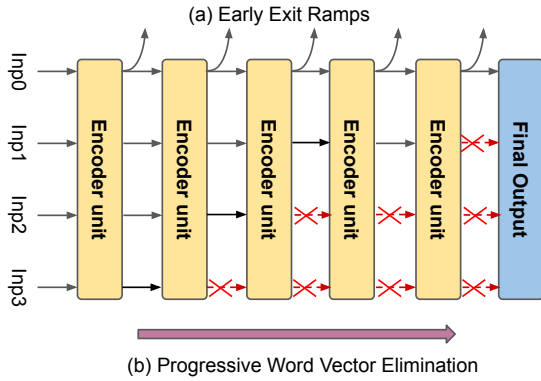 (a) Early Exit Ramps
Inp0
Inp1
Inp2
Inp3
Encoder unit
Encoder unit
Encoder unit
Encoder unit
Encoder unit
Final Output
(b) Progressive Word Vector Elimination